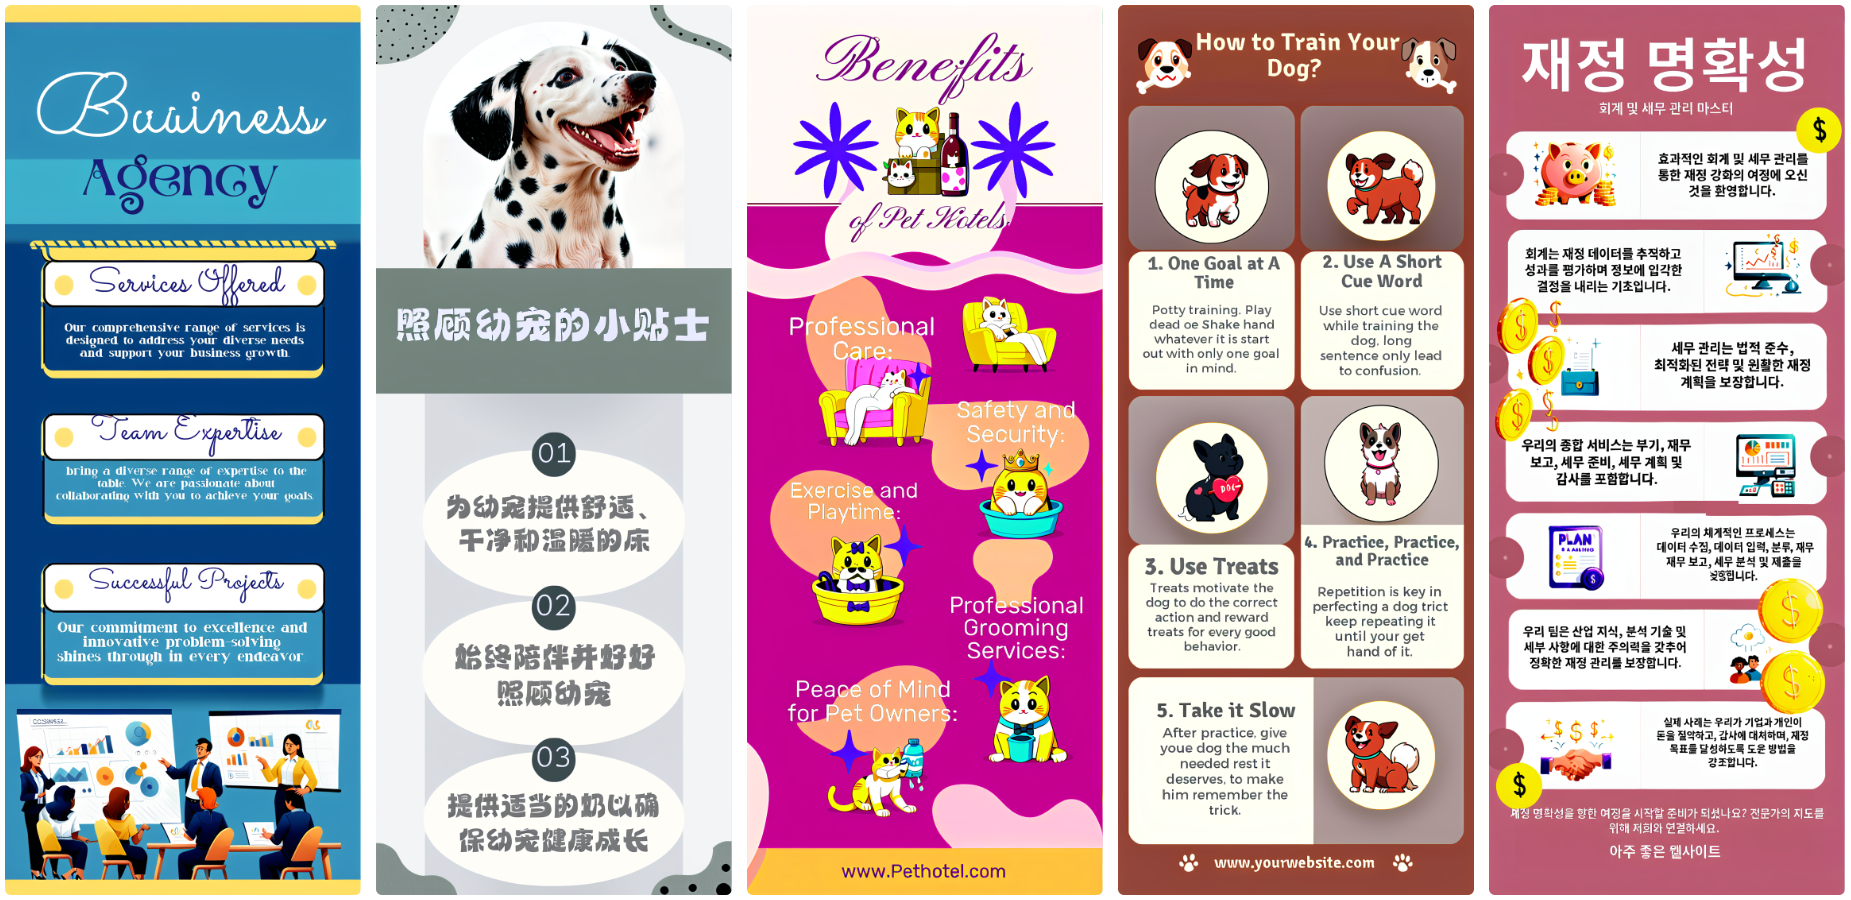 Buuiness
Agency
Services Offered
Our comprehensive range of services is
designed to address your diverse needs
and support your business growth.
Team Expertise
bring a diverse range of expertise to the
table. We are passionate about
collaborating with you to achieve your goals.
Successful Projects
Our commitment to excellence and
innovative problem-solving
shines through in every endeavor
照顾幼宠的小贴士
01
为幼宠提供舒适、
干净和温暖的床
02
始终陪伴并好好
照顾幼宠
03
提供适当的奶以确
保幼宠健康成长
Benefits
of Pet Hotels
Professional
Care:
Safety and
Security:
Exercise and
Playtime:
Professional
Grooming
Services:
Peace of Mind
for Pet Owners:
www.Pethotel.com
How to Train Your
Dog?
1. One Goal at A
Time
Potty training. Play
dead oe Shake hand
whatever it is start
out with only one goal
in mind.
2. Use A Short
Cue Word
Use short cue word
while training the
dog, long
sentence only lead
to confusion.
DOG
3. Use Treats
Treats motivate the
dog to do the correct
action and reward
treats for every good
behavior.
4. Practice, Practice,
and Practice
Repetition is key in
perfecting a dog trict
keep repeating it
until your get
hand of it.
5. Take it Slow
After practice, give
youe dog the much
needed rest it
deserves, to make
him remember the
trick.
www.yourwebsite.com
재정 명확성
회계 및 세무 관리 마스티
$
효과적인 회계 및 세무 관리를
통한 재정 강화의 여정에 오신
것을 환영합니다.
회계는 재정 데이터를 추적하고
성과를 평가하며 정보에 입각한
결정을 내리는 기초입니다.
세무 관리는 법적 준수,
최적화된 전략 및 원활한 재정
계획을 보장합니다.
우리의 종합 서비스는 부기, 재무
보고, 세무 준비, 세무 계획 및
감사를 포함합니다.
PLAN
우리의 체계적인 프로세스는
데이터 수집, 데이터 입력, 분류, 재무
재무 보고, 세무 분석 및 제출을
우리 팀은 산업 지식, 분석 기술 및
세부 사항에 대한 주의력을 갖추어
정확한 재정 관리를 보장합니다.
실제 사례는 우리가 기업과 개인이
돈을 절약하고, 감사에 대처하며, 재정
목표를 달성하도록 도운 방법을
강조합니다.
$
재정 명확성을 향한 여정을 시작할 준비가 되셨나요? 전문가의 지도를
위해 저희와 연결하세요.
아주 좋은 웹사이트